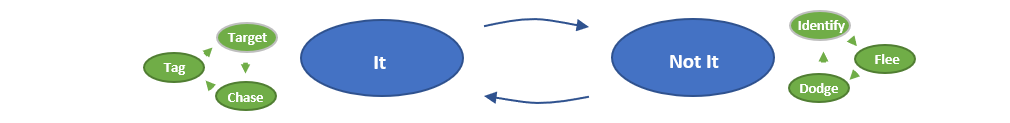 Target
Tag
Chase
It
Not It
Identify
Flee
Dodge